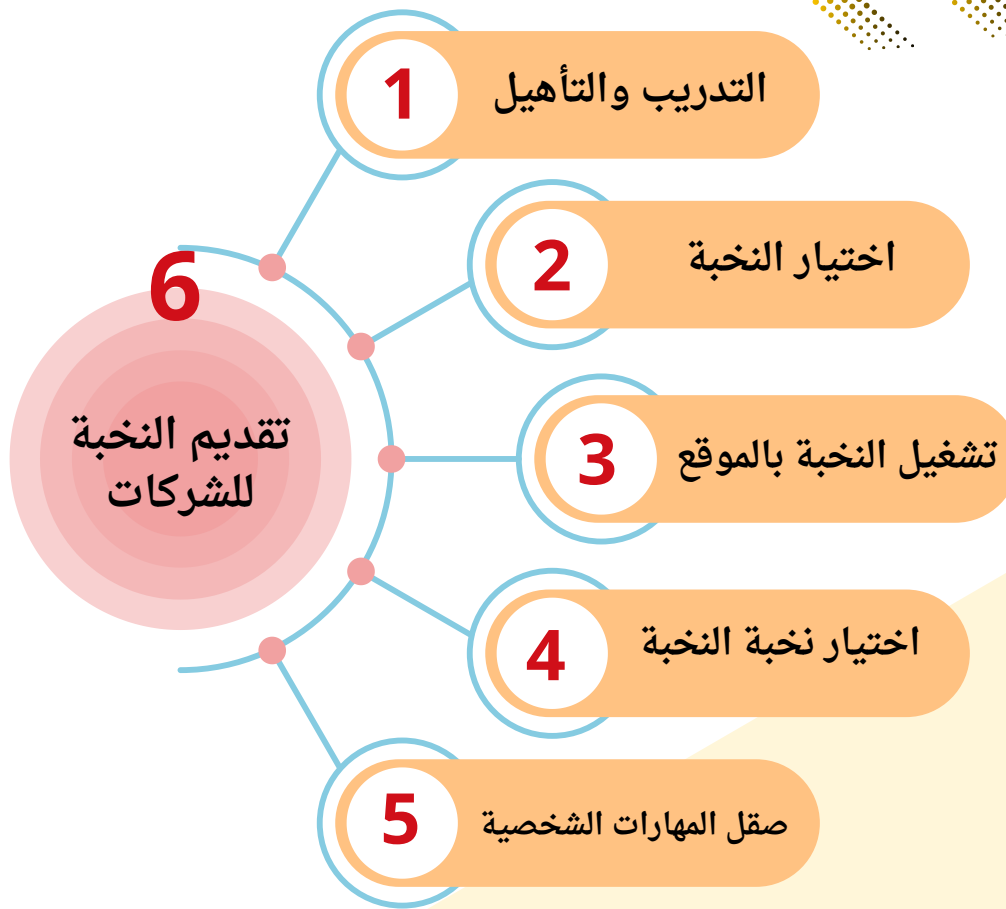 1
التدريب والتأهيل
2
اختيار النخبة
3
تشغيل النخبة بالموقع
4
اختيار نخبة النخبة
5
صقل المهارات الشخصية
6
تقديم النخبة
للشركات